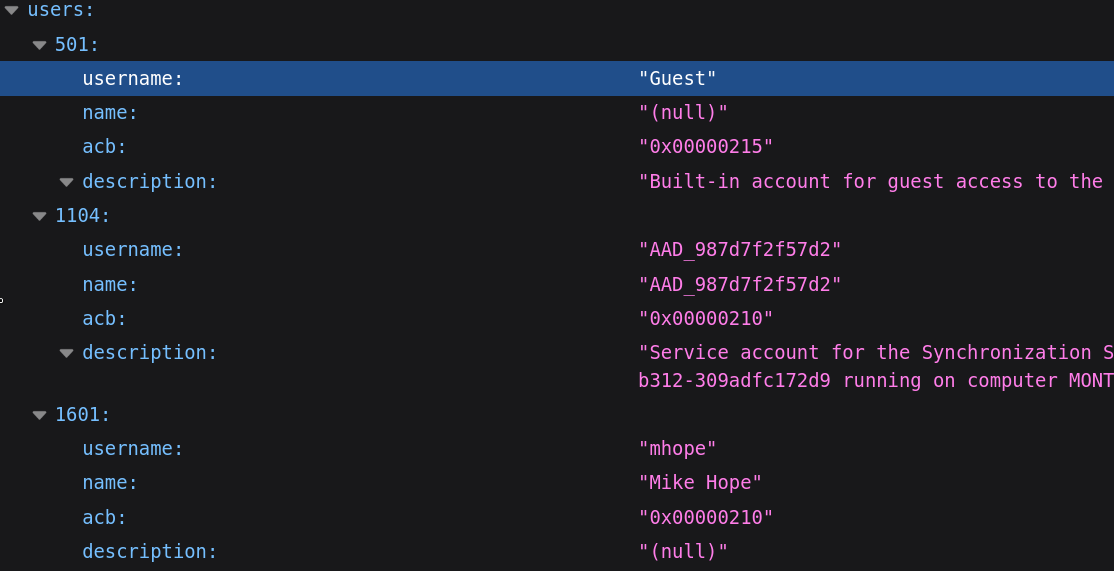 users:
501:
username: "Guest"
name: "(null)"
acb: "0x00000215"
description: "Built-in account for guest access to the
1104:
username: "AAD_987d7f2f57d2"
name: "AAD_987d7f2f57d2"
acb: "0x00000210"
description: "Service account for the Synchronization S
b312-309adfc172d9 running on computer MONT
1601:
username: "mhope"
name: "Mike Hope"
acb: "0x00000210"
description: "(null)"